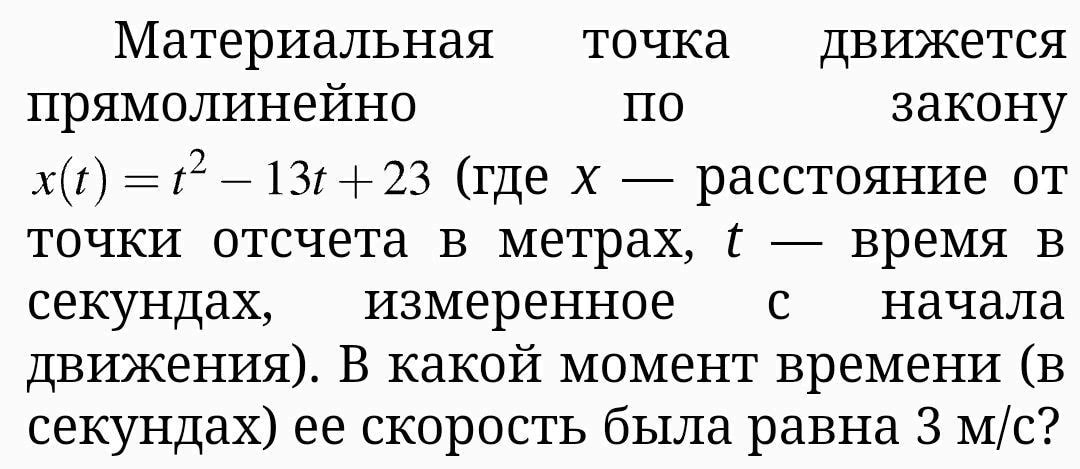 Материальная точка движется
прямолинейно по закону
x(t) = t² − 13t + 23 (где x — расстояние от
точки отсчета в метрах, t — время в
секундах, измеренное с начала
движения). В какой момент времени (в
секундах) ее скорость была равна 3 м/с?